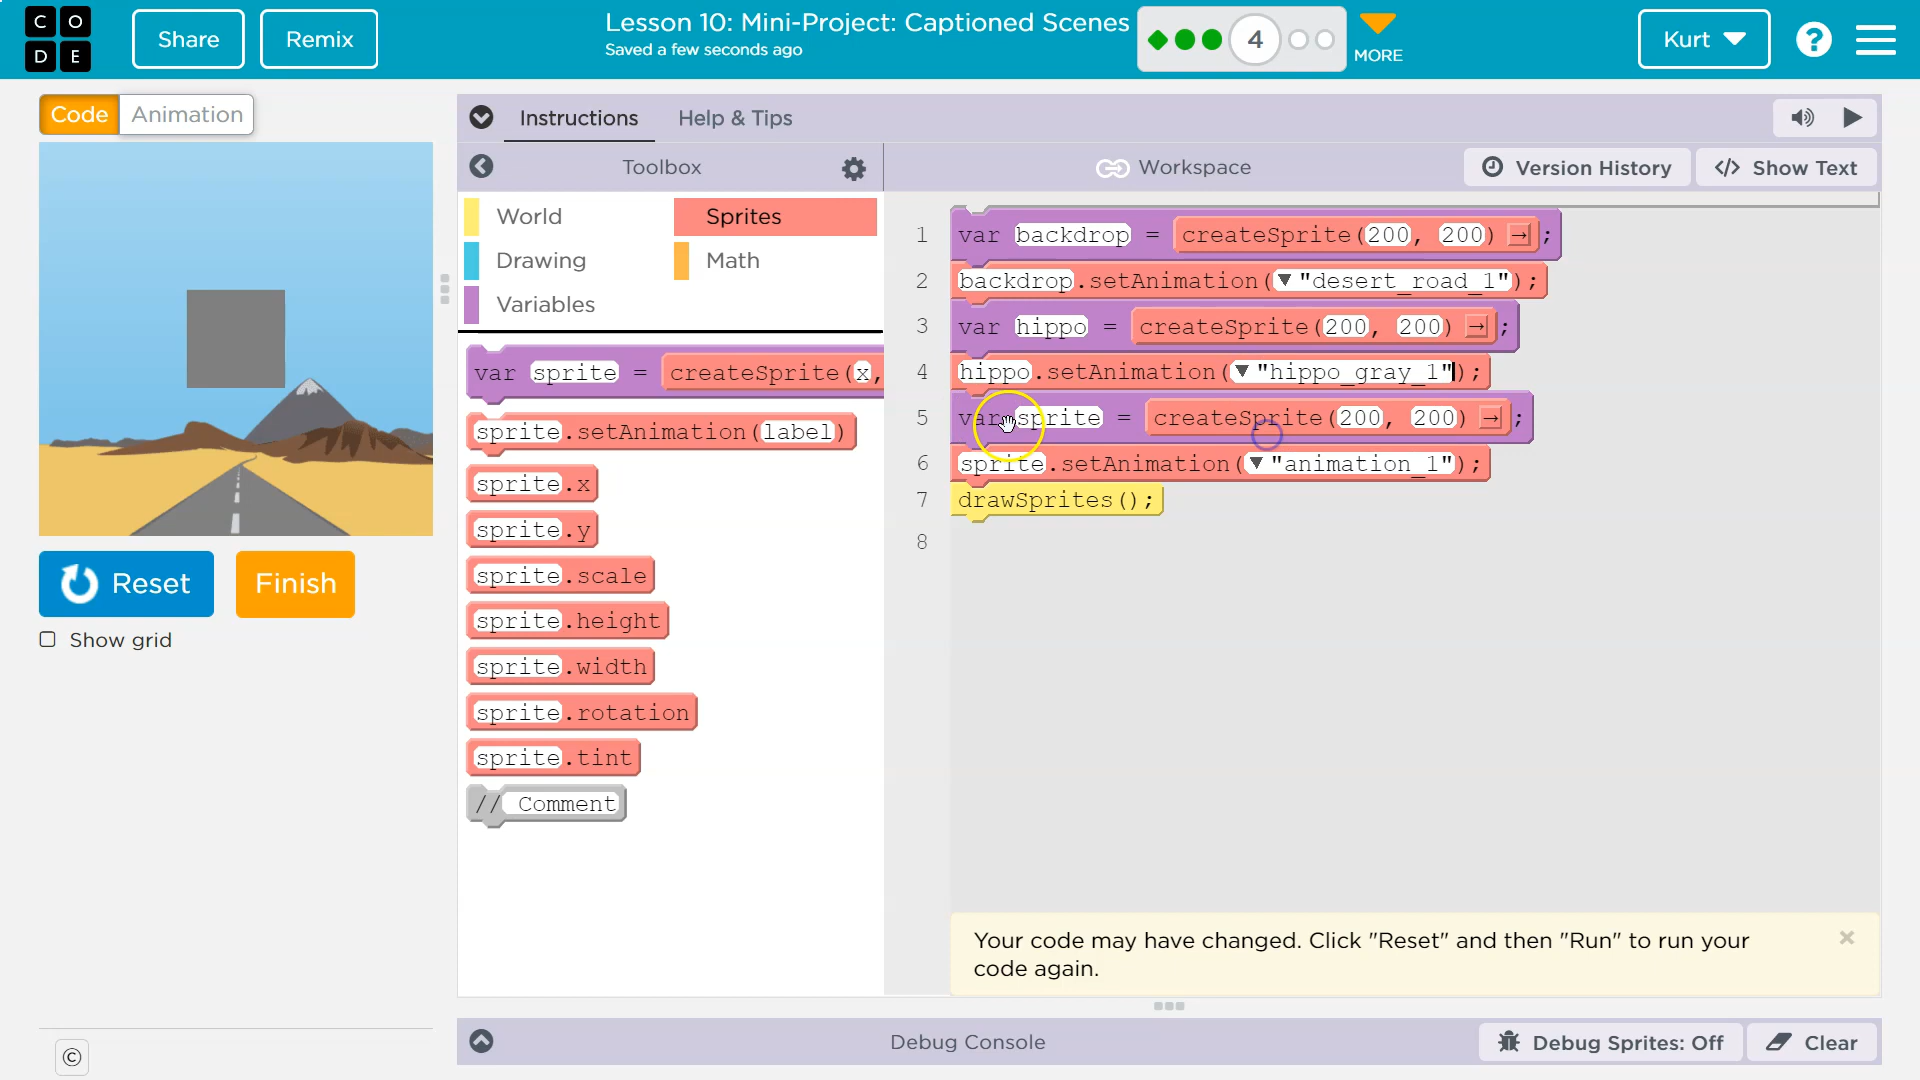 C O
D E
Share
Remix
Lesson 10: Mini-Project: Captioned Scenes
Saved a few seconds ago
4
MORE
Kurt
?
Code
Animation
Instructions
Help & Tips
Toolbox
Workspace
Version History
</> Show Text
World
Sprites
Drawing
Math
Variables
var sprite = createSprite(x,
sprite.setAnimation(label)
sprite.x
sprite.y
sprite.scale
sprite.height
sprite.width
sprite.rotation
sprite.tint
// Comment
1 var backdrop = createSprite(200, 200) → ;
2 backdrop.setAnimation(▼"desert_road_1");
3 var hippo = createSprite(200, 200) → ;
4 hippo.setAnimation(▼"hippo_gray_1");
5 var sprite = createSprite(200, 200) → ;
6 sprite.setAnimation(▼"animation_1");
7 drawSprites();
8
Reset
Finish
Show grid
Your code may have changed. Click "Reset" and then "Run" to run your
code again.
×
©
Debug Console
Debug Sprites: Off
Clear